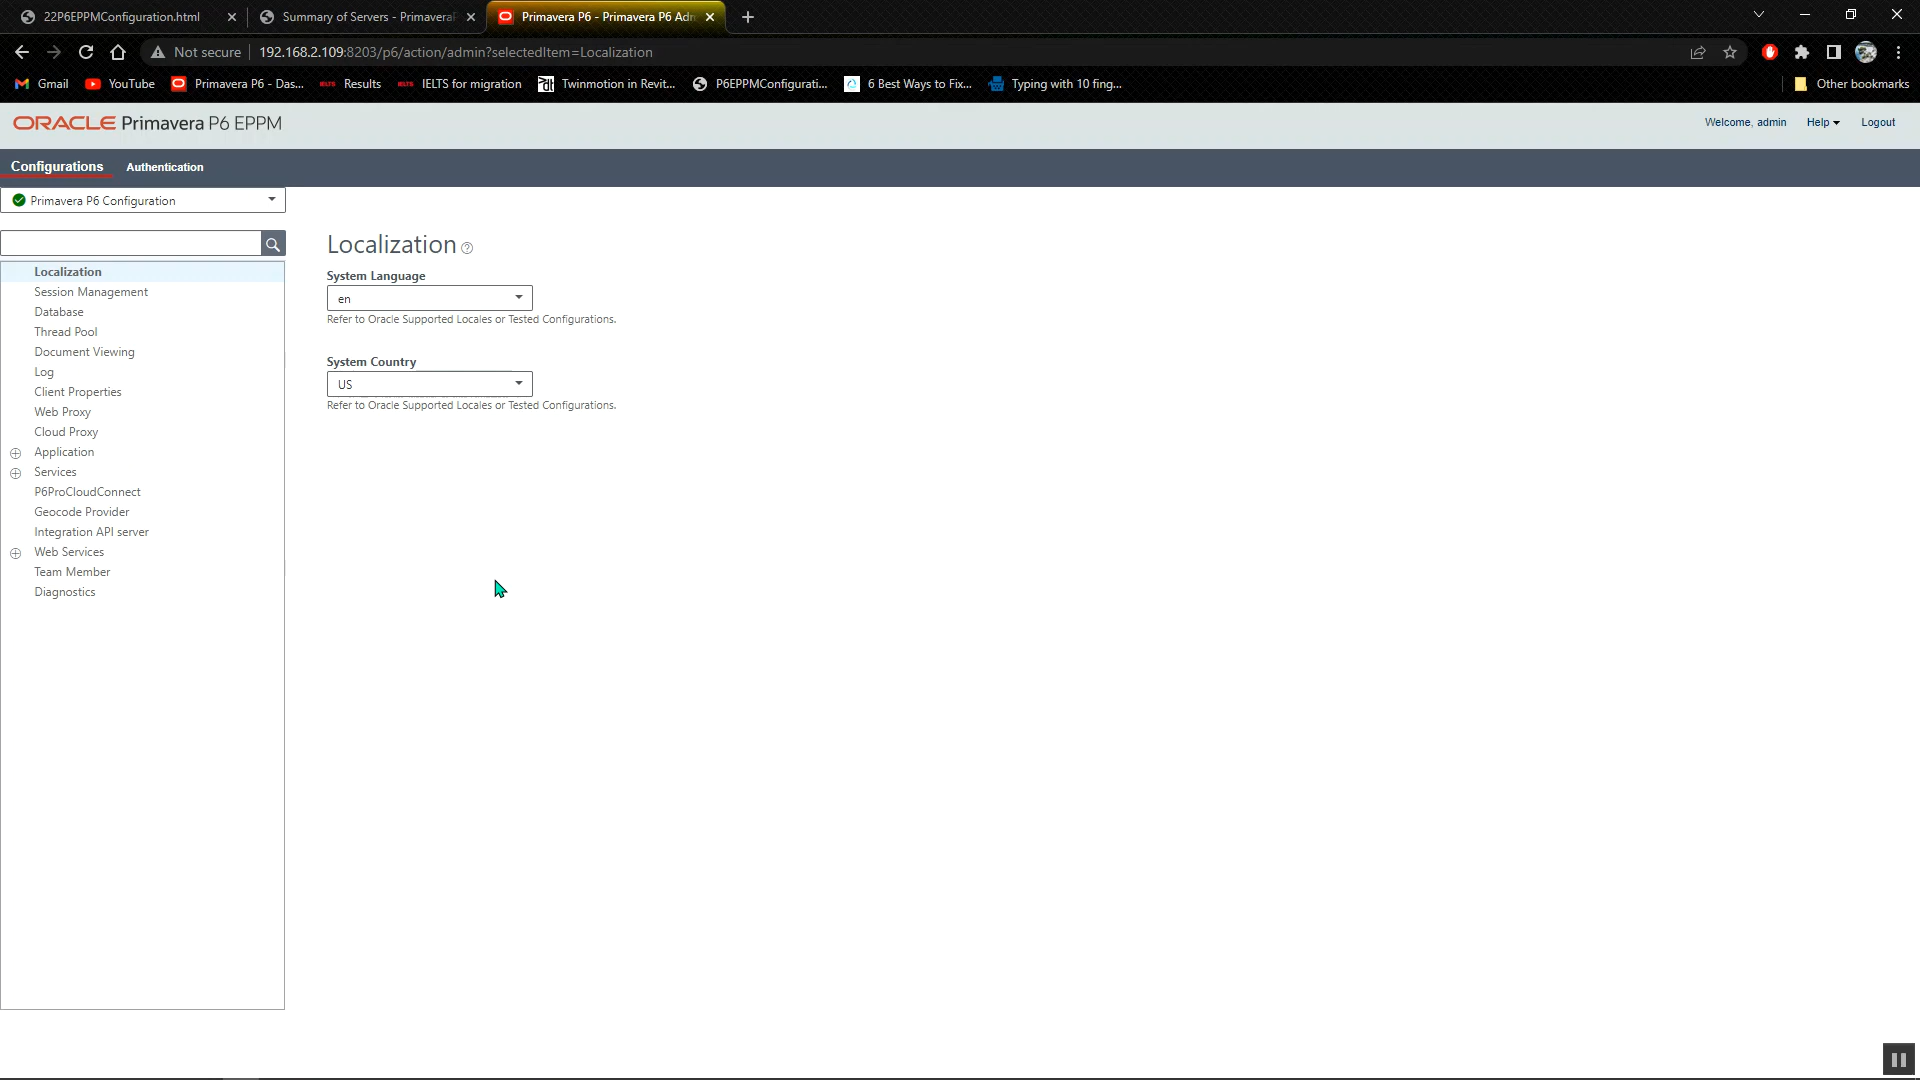 22P6EPPMConfiguration.html
Summary of Servers - Primavera
Primavera P6 - Primavera P6 Adm
Not secure
192.168.2.109:8203/p6/action/admin?selectedItem=Localization
Gmail
YouTube
Primavera P6 - Das...
IELTS Results
IELTS IELTS for migration
Twinmotion in Revit...
P6EPPMConfigurati...
6 Best Ways to Fix...
Typing with 10 fing...
Other bookmarks
ORACLE Primavera P6 EPPM
Welcome, admin
Help
Logout
Configurations
Authentication
Primavera P6 Configuration
Localization
Session Management
Database
Thread Pool
Document Viewing
Log
Client Properties
Web Proxy
Cloud Proxy
Application
Services
P6ProCloudConnect
Geocode Provider
Integration API server
Web Services
Team Member
Diagnostics
Localization
System Language
en
Refer to Oracle Supported Locales or Tested Configurations.
System Country
US
Refer to Oracle Supported Locales or Tested Configurations.